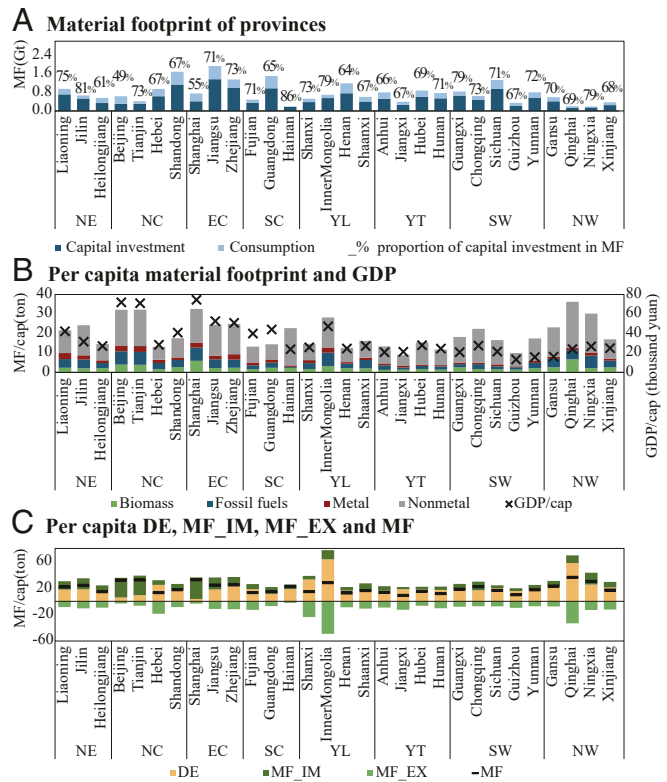 A Material footprint of provinces
MF(Gt)
2.4
1.6
0.8
0.0
75% 81% 61% 49% 73% 67% 67% 55% 71% 73% 71% 65% 86% 73% 79% 64% 67% 66% 67% 69% 71% 79% 73% 71% 67% 72% 70% 69% 79% 68%
Liaoning Jilin Heilongjiang Beijing Tianjin Hebei Shandong Shanghai Jiangsu Zhejiang Fujian Guangdong Hainan Shanxi InnerMongolia Henan Shaanxi Anhui Jiangxi Hubei Hunan Guangxi Chongqing Sichuan Guizhou Yunnan Gansu Qinghai Ningxia Xinjiang
NE NC EC SC YL YT SW NW
Capital investment Consumption _% proportion of capital investment in MF
B Per capita material footprint and GDP
MF/cap(ton)
40
30
20
10
0
80
60
40
20
0
GDP/cap (thousand yuan)
Liaoning Jilin Heilongjiang Beijing Tianjin Hebei Shandong Shanghai Jiangsu Zhejiang Fujian Guangdong Hainan Shanxi InnerMongolia Henan Shaanxi Anhui Jiangxi Hubei Hunan Guangxi Chongqing Sichuan Guizhou Yunnan Gansu Qinghai Ningxia Xinjiang
NE NC EC SC YL YT SW NW
Biomass Fossil fuels Metal Nonmetal ×GDP/cap
C Per capita DE, MF_IM, MF_EX and MF
MF/cap(ton)
60
20
-20
-60
Liaoning Jilin Heilongjiang Beijing Tianjin Hebei Shandong Shanghai Jiangsu Zhejiang Fujian Guangdong Hainan Shanxi InnerMongolia Henan Shaanxi Anhui Jiangxi Hubei Hunan Guangxi Chongqing Sichuan Guizhou Yunnan Gansu Qinghai Ningxia Xinjiang
NE NC EC SC YL YT SW NW
DE MF_IM MF_EX MF